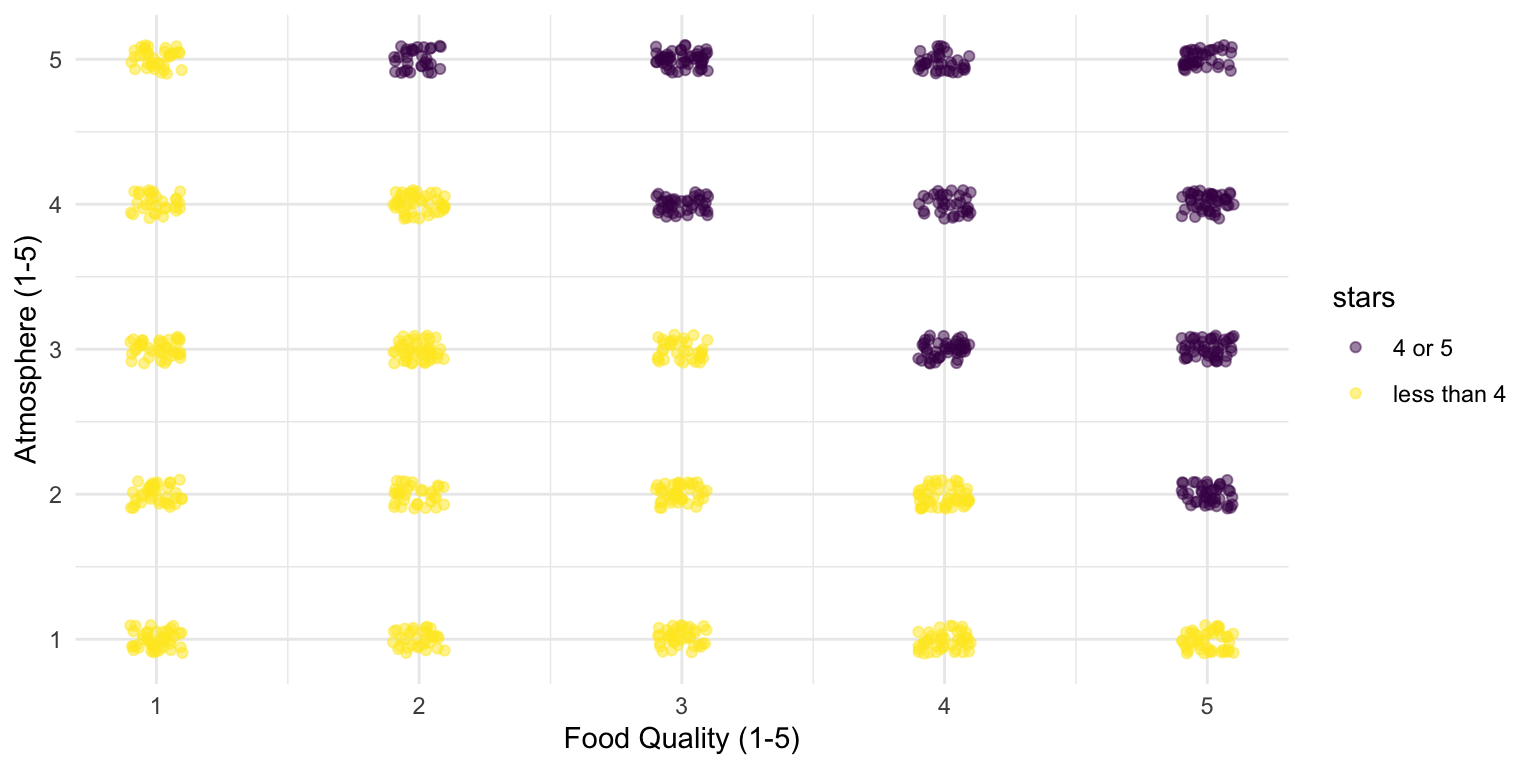 5
4
3
2
1
Atmosphere (1-5)
1 2 3 4 5
Food Quality (1-5)
stars
4 or 5
less than 4